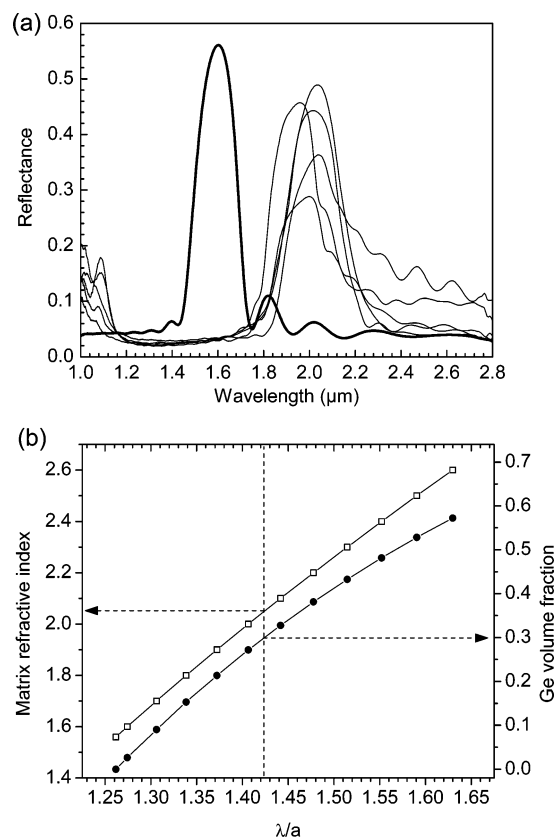 (a)
0.6
0.5
0.4
0.3
0.2
0.1
0.0
Reflectance
1.0 1.2 1.4 1.6 1.8 2.0 2.2 2.4 2.6 2.8
Wavelength (µm)
(b)
2.6
2.4
2.2
2.0
1.8
1.6
1.4
Matrix refractive index
0.7
0.6
0.5
0.4
0.3
0.2
0.1
0.0
Ge volume fraction
1.25 1.30 1.35 1.40 1.45 1.50 1.55 1.60 1.65
λ/a